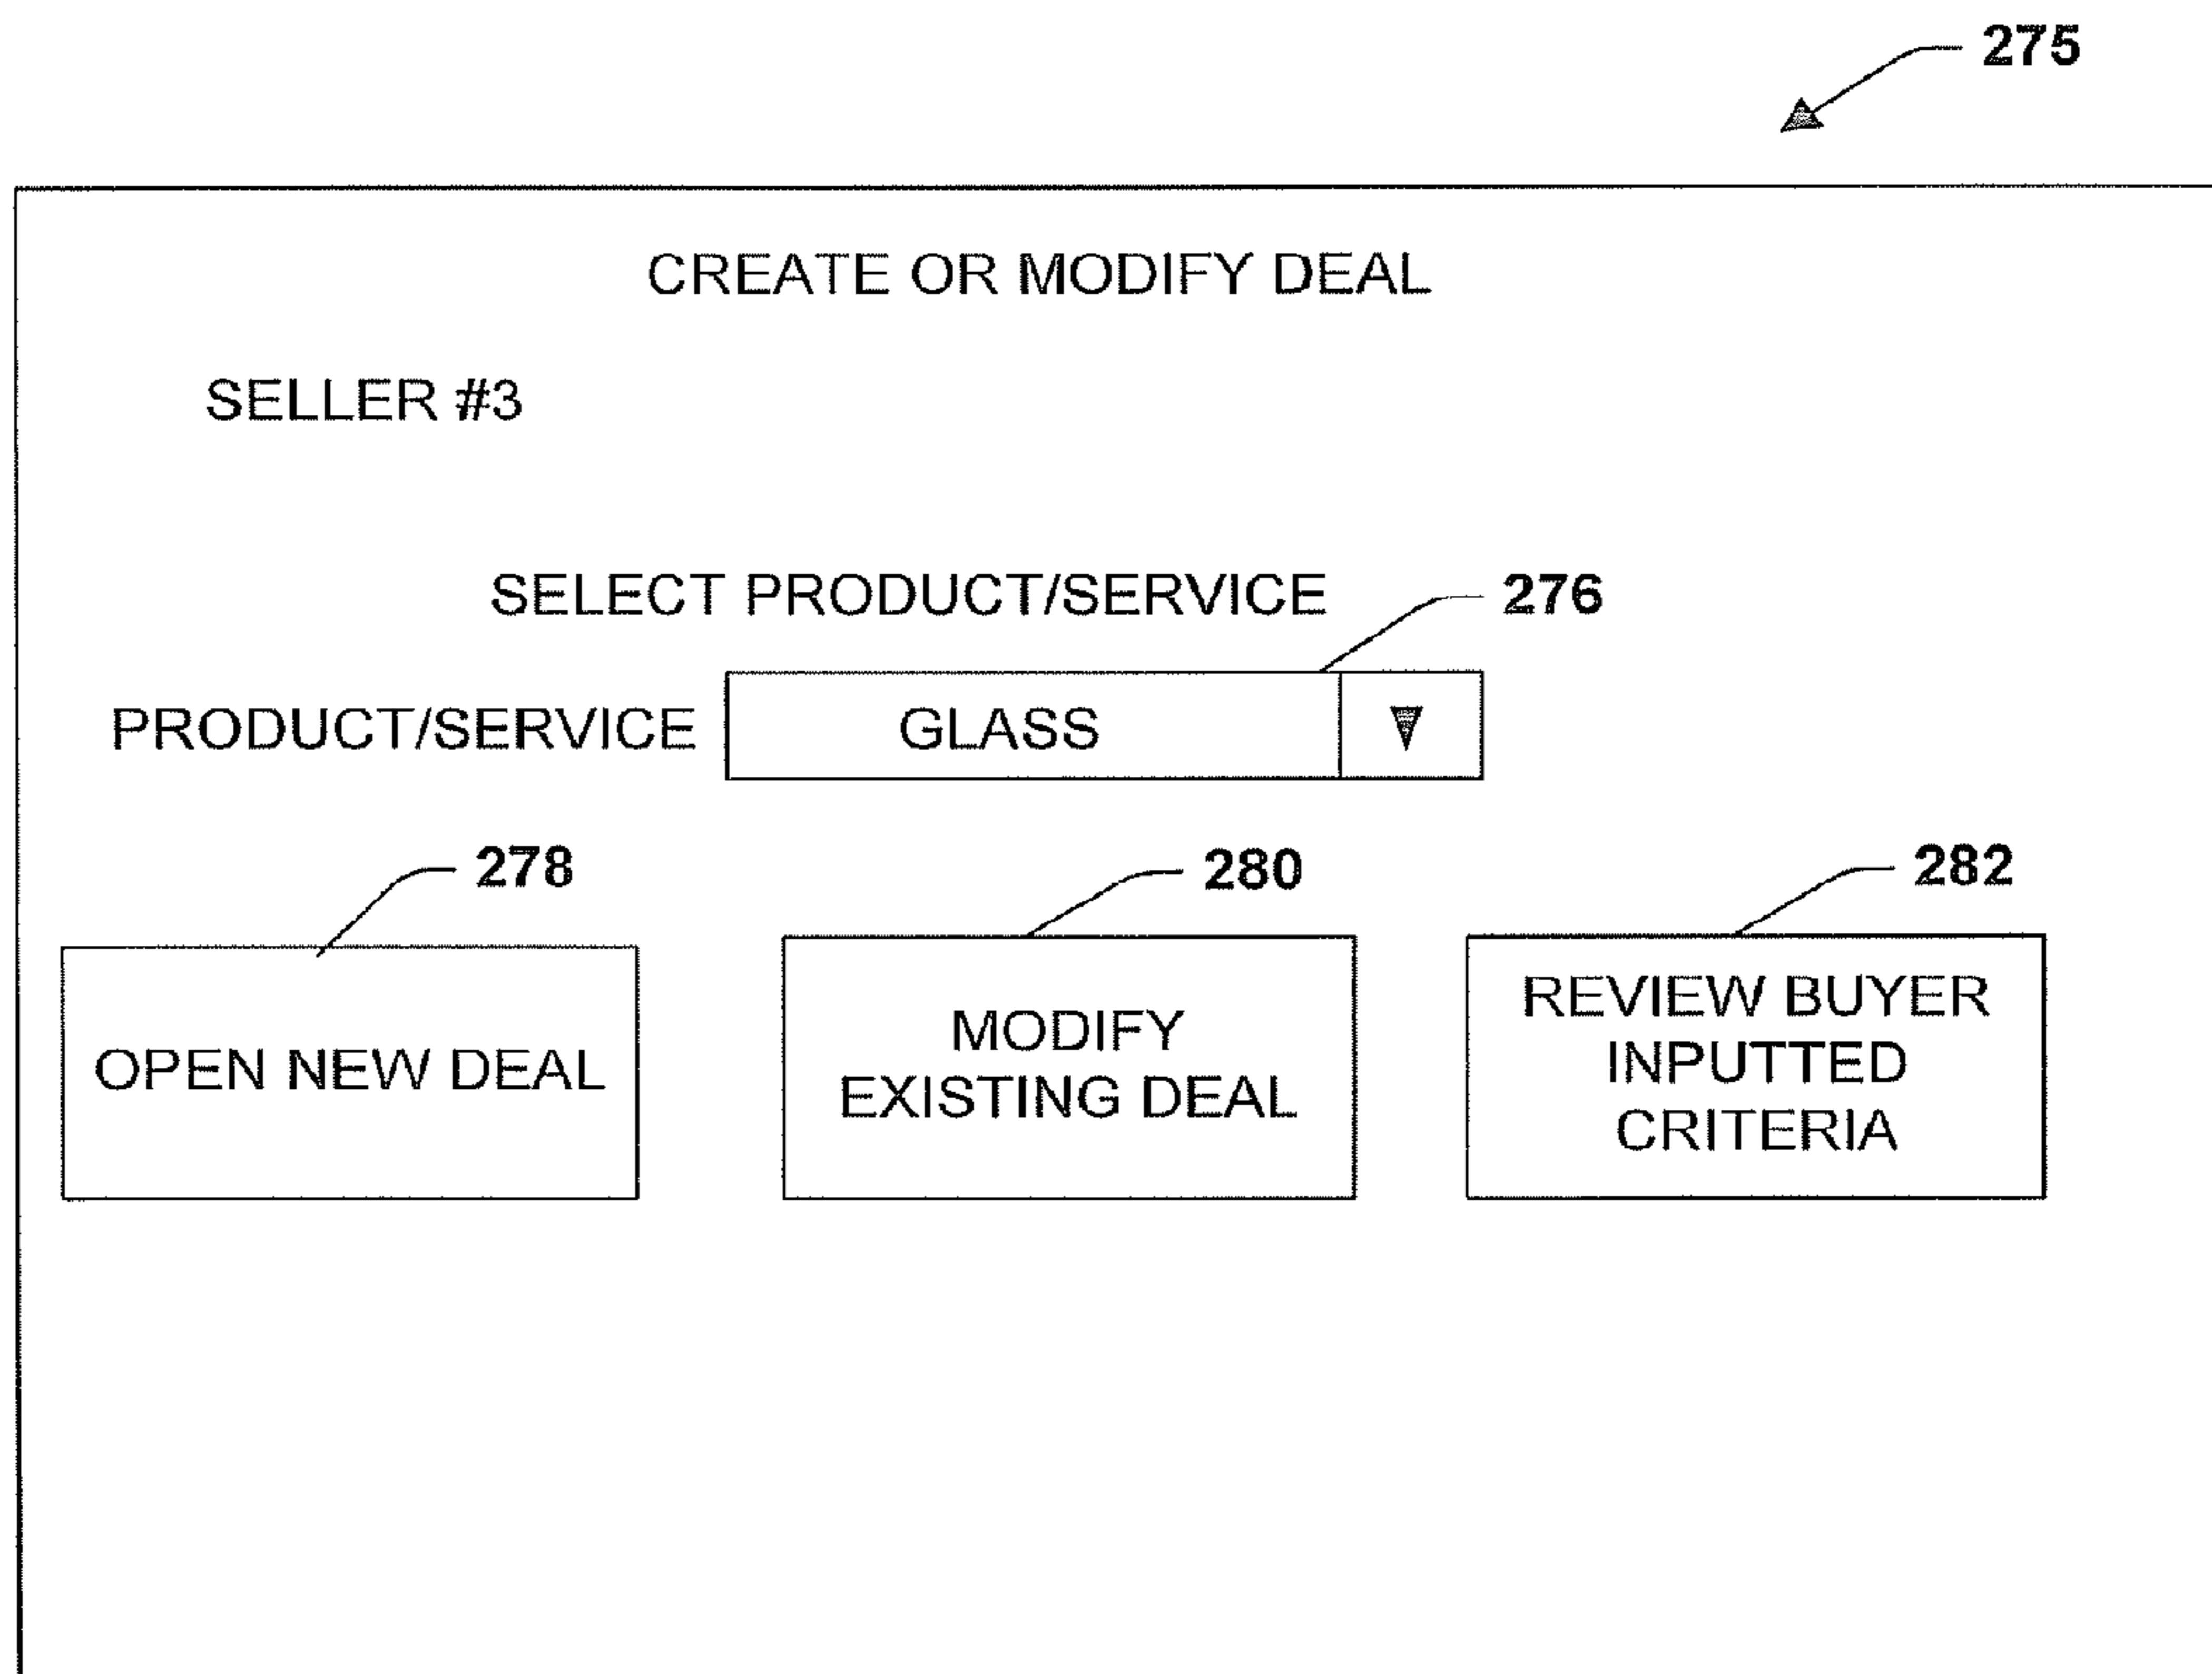 275
CREATE OR MODIFY DEAL
SELLER #3
SELECT PRODUCT/SERVICE
276
PRODUCT/SERVICE
GLASS
278
280
282
OPEN NEW DEAL
MODIFY
EXISTING DEAL
REVIEW BUYER
INPUTTED
CRITERIA